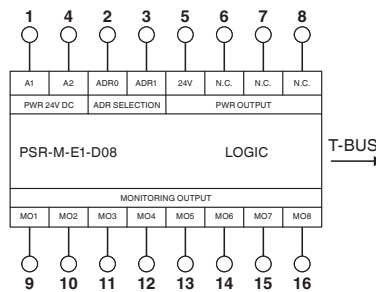 1 4 2 3 5 6 7 8
A1 A2 ADR0 ADR1 24V N.C. N.C. N.C.
PWR 24V DC ADR SELECTION PWR OUTPUT
PSR-M-E1-D08 LOGIC T-BUS
MONITORING OUTPUT
MO1 MO2 MO3 MO4 MO5 MO6 MO7 MO8
9 10 11 12 13 14 15 16